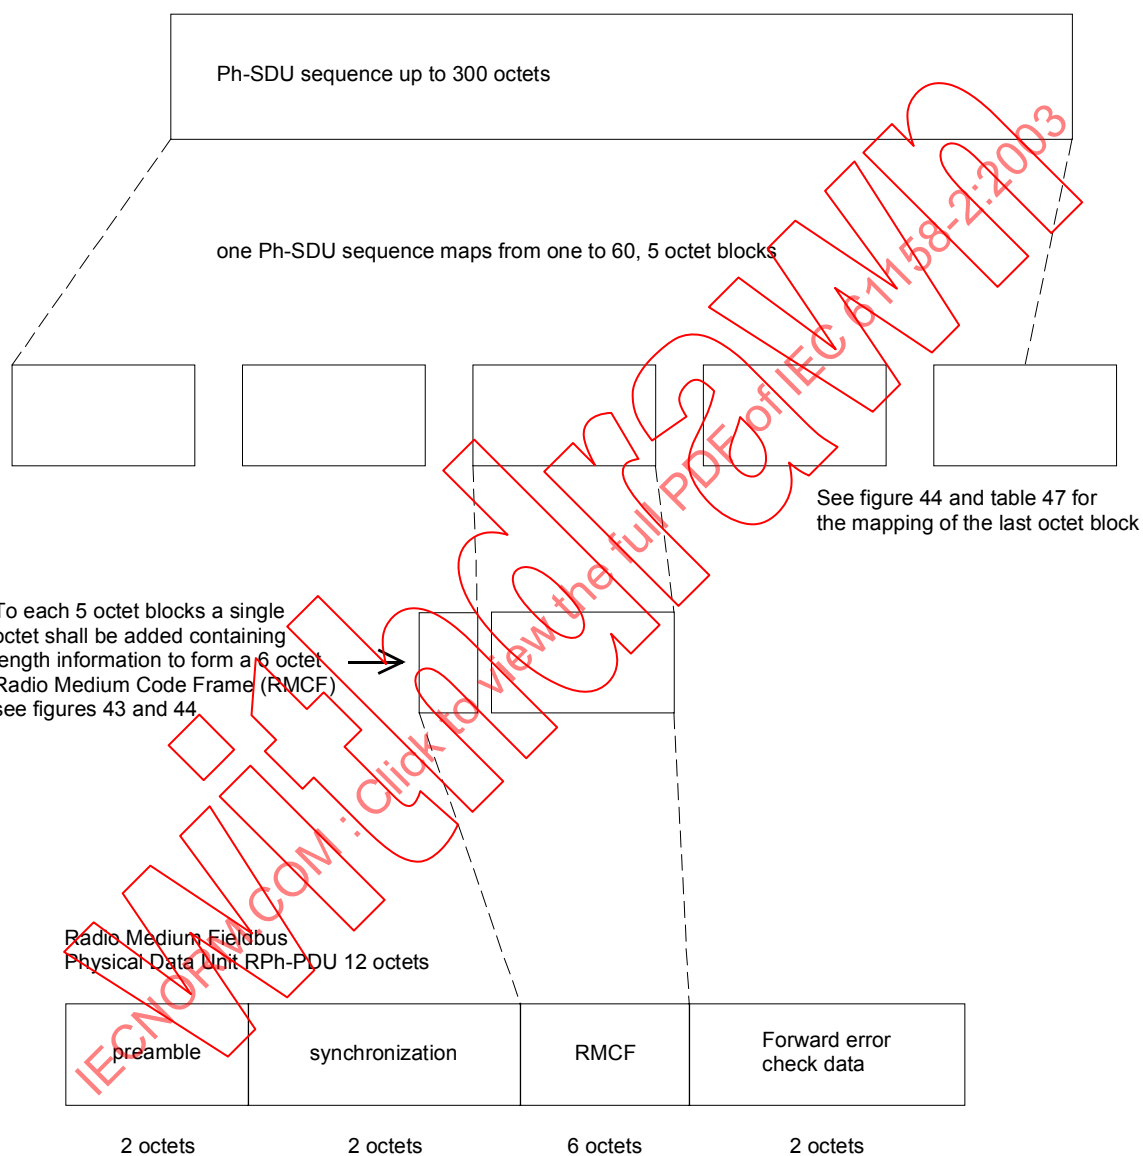 Ph-SDU sequence up to 300 octets
one Ph-SDU sequence maps from one to 60, 5 octet blocks
See figure 44 and table 47 for
the mapping of the last octet block
To each 5 octet blocks a single
octet shall be added containing
length information to form a 6 octet
Radio Medium Code Frame (RMCF)
see figures 43 and 44
Radio Medium Fieldbus
Physical Data Unit RPh-PDU 12 octets
preamble
synchronization
RMCF
Forward error
check data
2 octets
2 octets
6 octets
2 octets
Withdrawn
IECNORM.COM : Click to view the full PDF of IEC 61158-2:2003